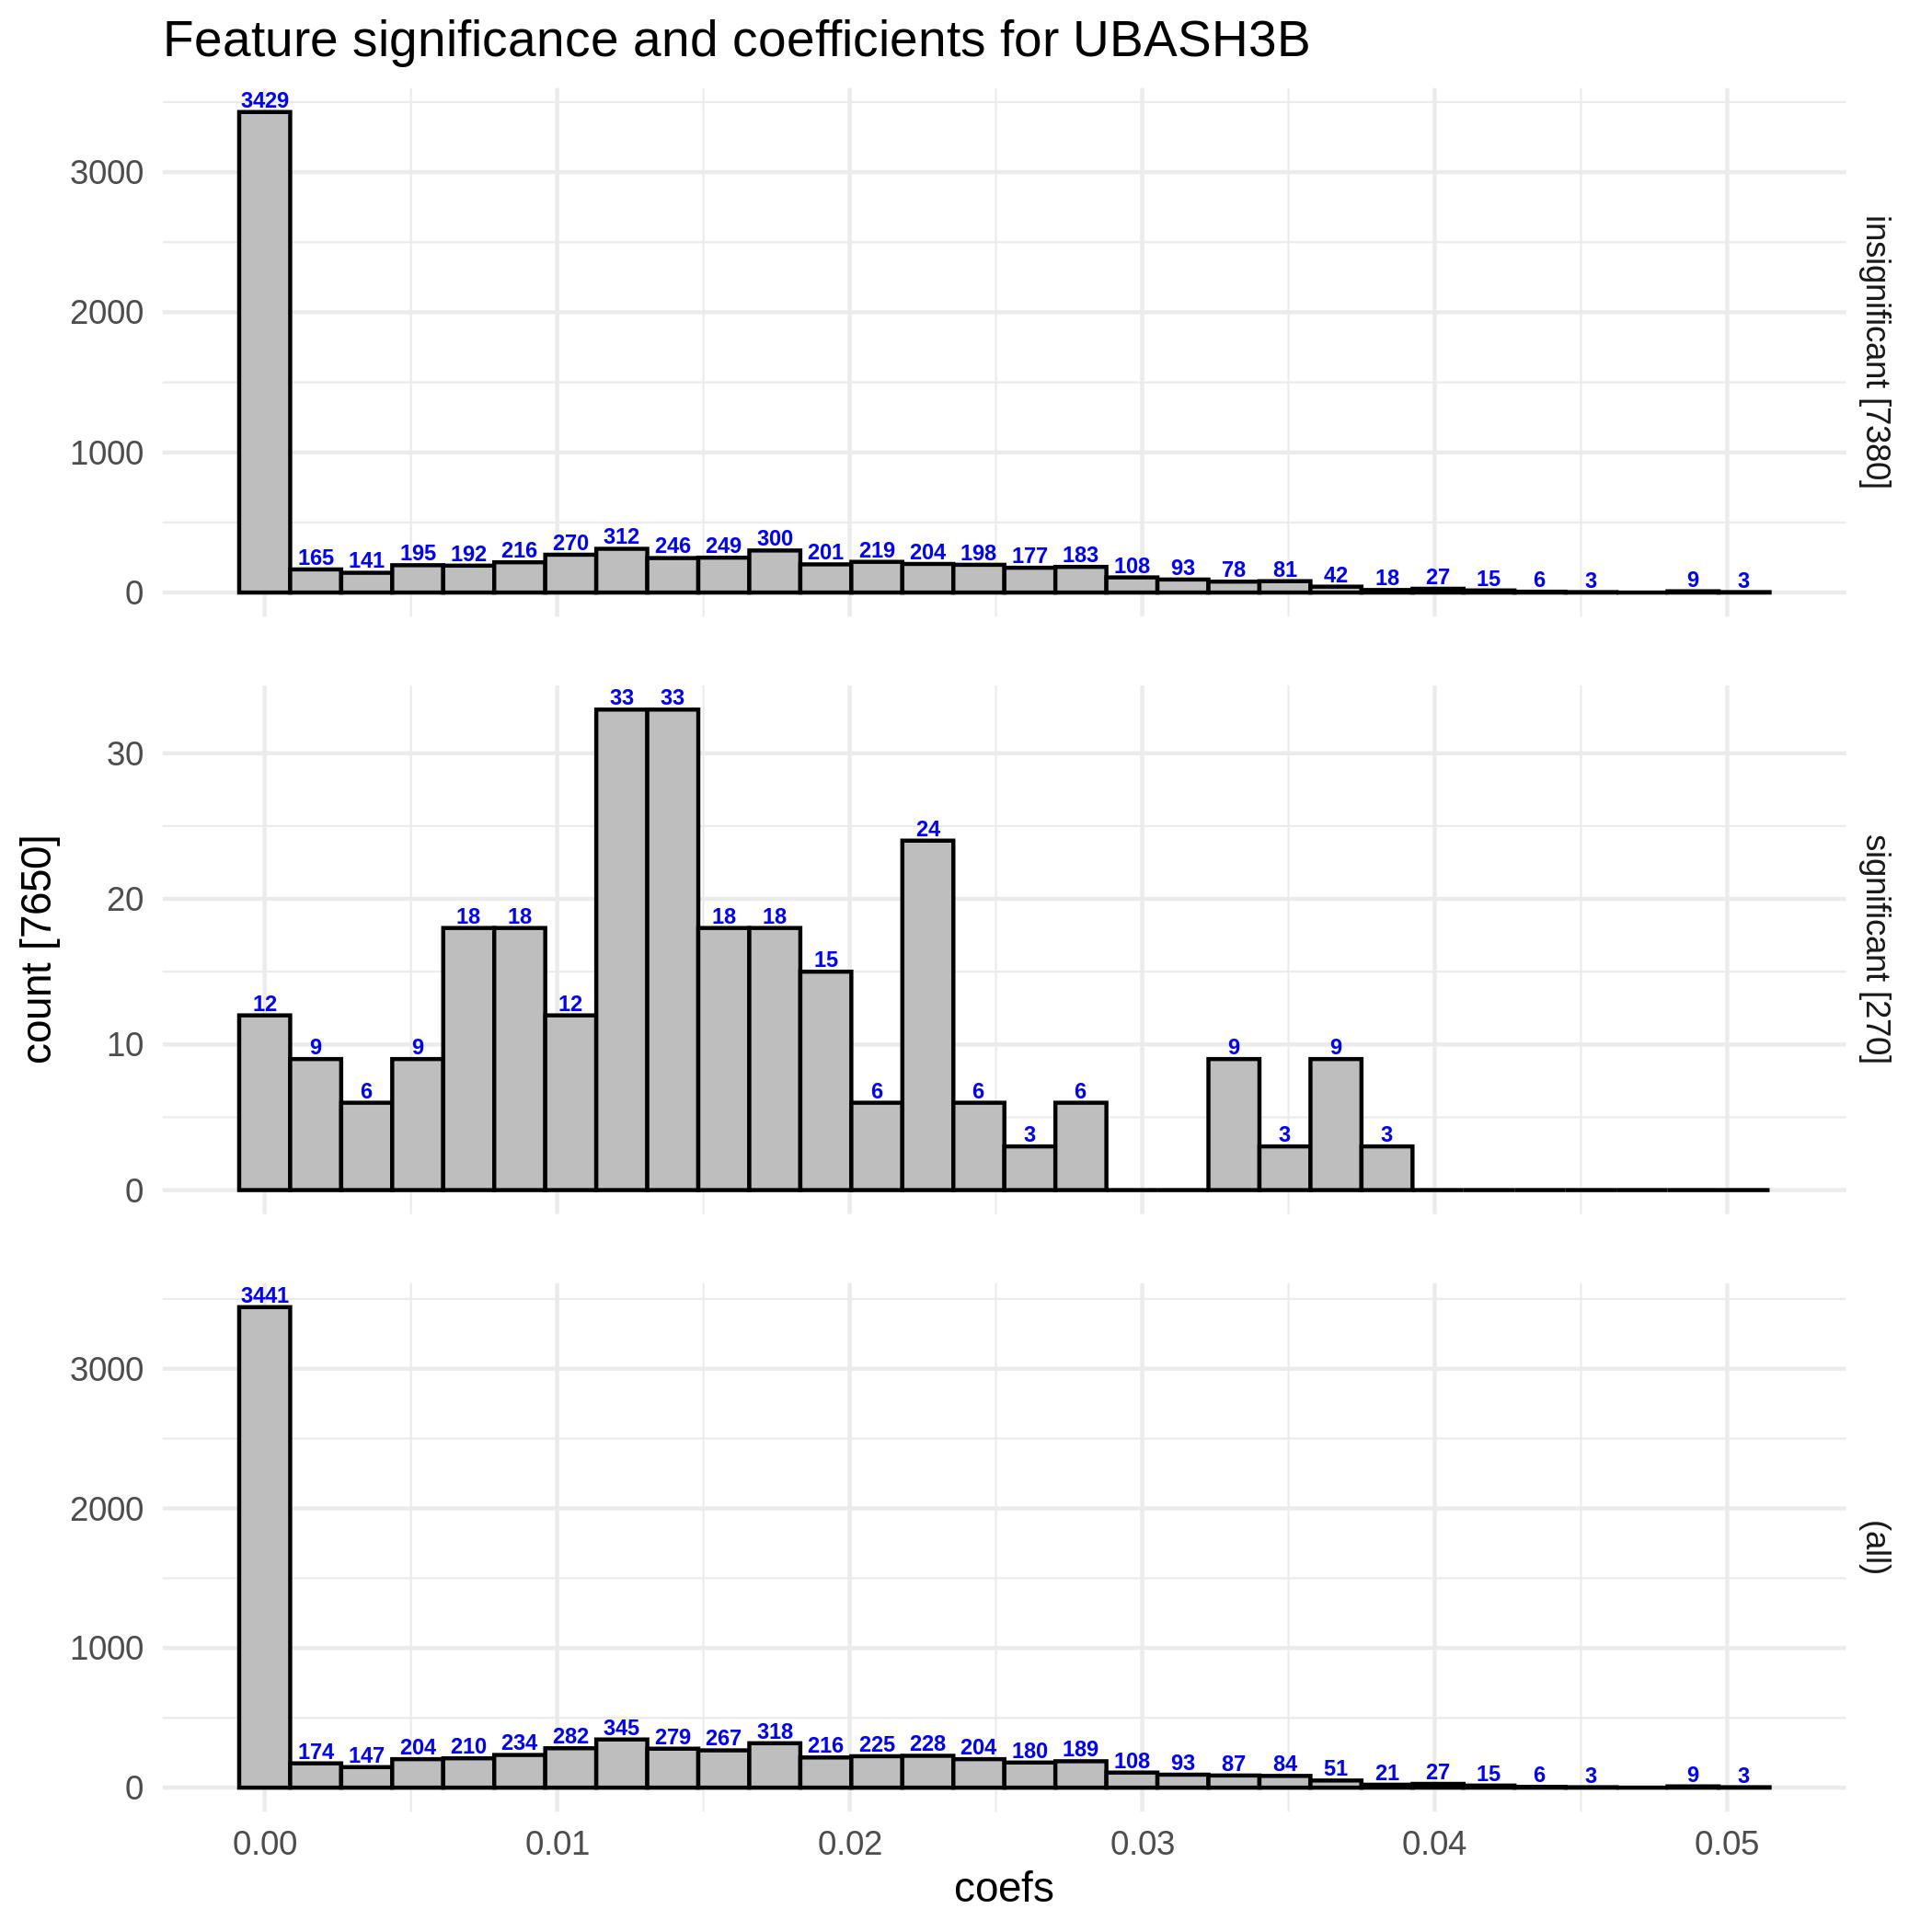 Feature significance and coefficients for UBASH3B
3429
3000
2000
1000
0
165 141 195 192 216 270 312 246 249 300 201 219 204 198 177 183 108 93 78 81 42 18 27 15 6 3 9 3
insignificant [7380]
count [7650]
30
20
10
0
12 9 6 9 18 18 12 33 33 18 18 15 6 24 6 3 6 9 3 9 3
significant [270]
3441
3000
2000
1000
0
174 147 204 210 234 282 345 279 267 318 216 225 228 204 180 189 108 93 87 84 51 21 27 15 6 3 9 3
(all)
0.00 0.01 0.02 0.03 0.04 0.05
coefs